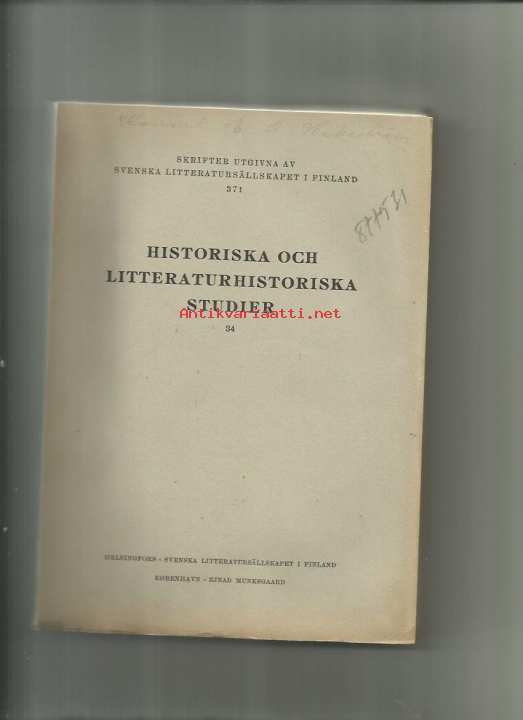 SKRIFTER UTGIVNA AV
SVENSKA LITTERATURSÄLLSKAPET I FINLAND
371
HISTORISKA OCH
LITTERATURHISTORISKA
STUDIER
Antikvariaatti.net
34
HELSINGFORS · SVENSKA LITTERATURSÄLLSKAPET I FINLAND
KØBENHAVN · EJNAR MUNKSGAARD